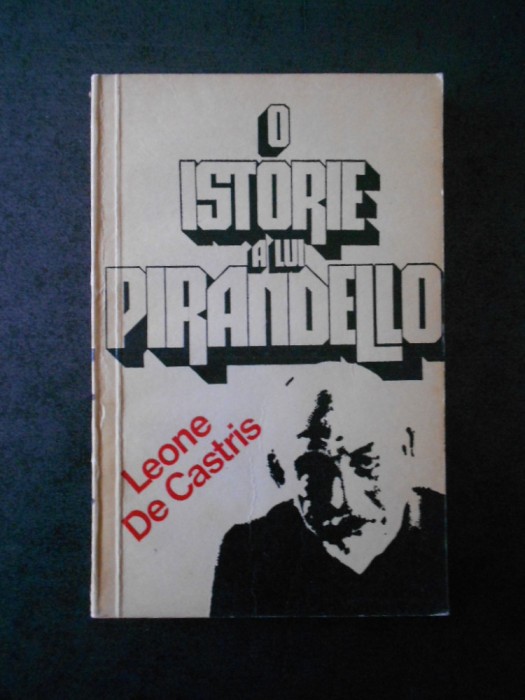 O
ISTORIE
A LUI
PIRANDELLO
Leone
De Castris